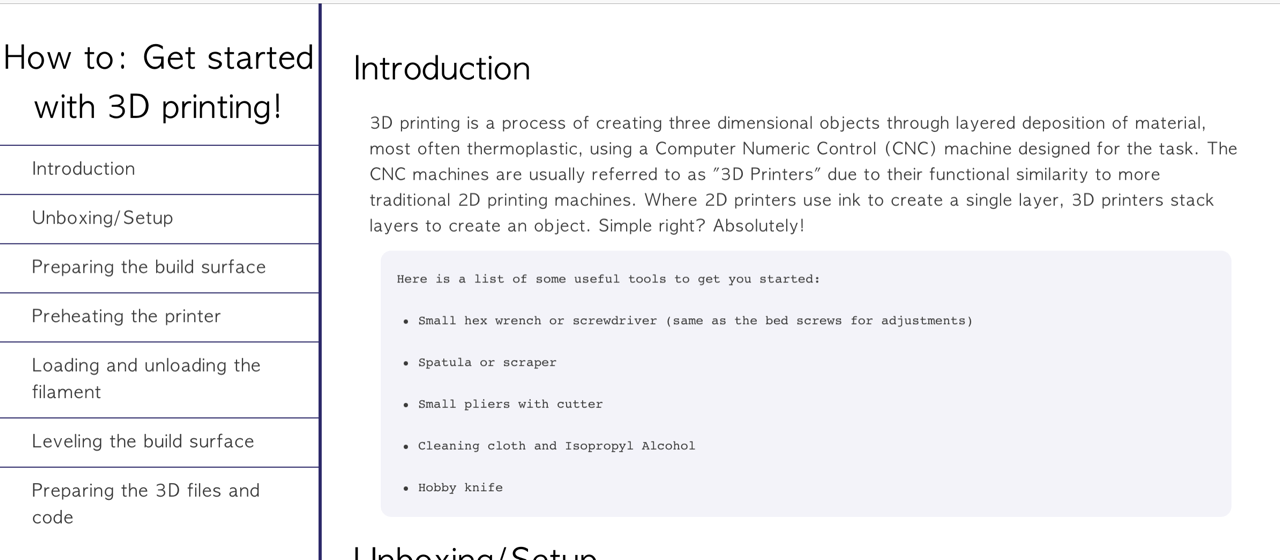 How to: Get started
with 3D printing!
Introduction
Unboxing/Setup
Preparing the build surface
Preheating the printer
Loading and unloading the
filament
Leveling the build surface
Preparing the 3D files and
code
Introduction
3D printing is a process of creating three dimensional objects through layered deposition of material,
most often thermoplastic, using a Computer Numeric Control (CNC) machine designed for the task. The
CNC machines are usually referred to as "3D Printers" due to their functional similarity to more
traditional 2D printing machines. Where 2D printers use ink to create a single layer, 3D printers stack
layers to create an object. Simple right? Absolutely!
Here is a list of some useful tools to get you started:
• Small hex wrench or screwdriver (same as the bed screws for adjustments)
• Spatula or scraper
• Small pliers with cutter
• Cleaning cloth and Isopropyl Alcohol
• Hobby knife
Unboxing/Setup